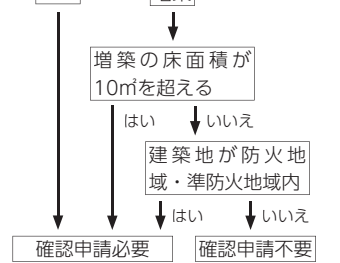 増築の床面積が
10㎡を超える
はい
いいえ
建築地が防火地
域・準防火地域内
はい
いいえ
確認申請必要
確認申請不要